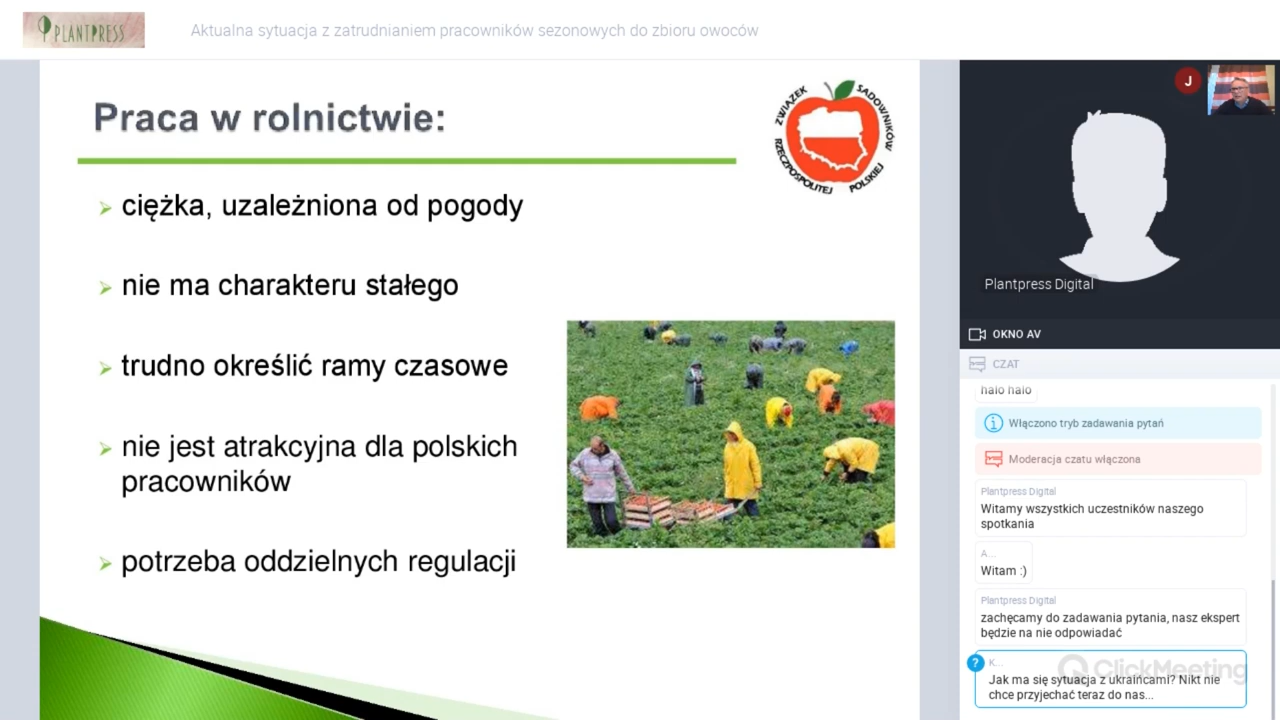 PLANTPRESS
Aktualna sytuacja z zatrudnianiem pracowników sezonowych do zbioru owoców
Praca w rolnictwie:
ZWIĄZEK SADOWNIKÓW
RZECZPOSPOLITEJ POLSKIEJ
ciężka, uzależniona od pogody
nie ma charakteru stałego
trudno określić ramy czasowe
nie jest atrakcyjna dla polskich
pracowników
potrzeba oddzielnych regulacji
J
Plantpress Digital
OKNO AV
CZAT
halo halo
Włączono tryb zadawania pytań
Moderacja czatu włączona
Plantpress Digital
Witamy wszystkich uczestników naszego
spotkania
A...
Witam :)
Plantpress Digital
zachęcamy do zadawania pytania, nasz ekspert
będzie na nie odpowiadać
?
K...
Jak ma się sytuacja z ukraińcami? Nikt nie
chce przyjechać teraz do nas...
ClickMeeting